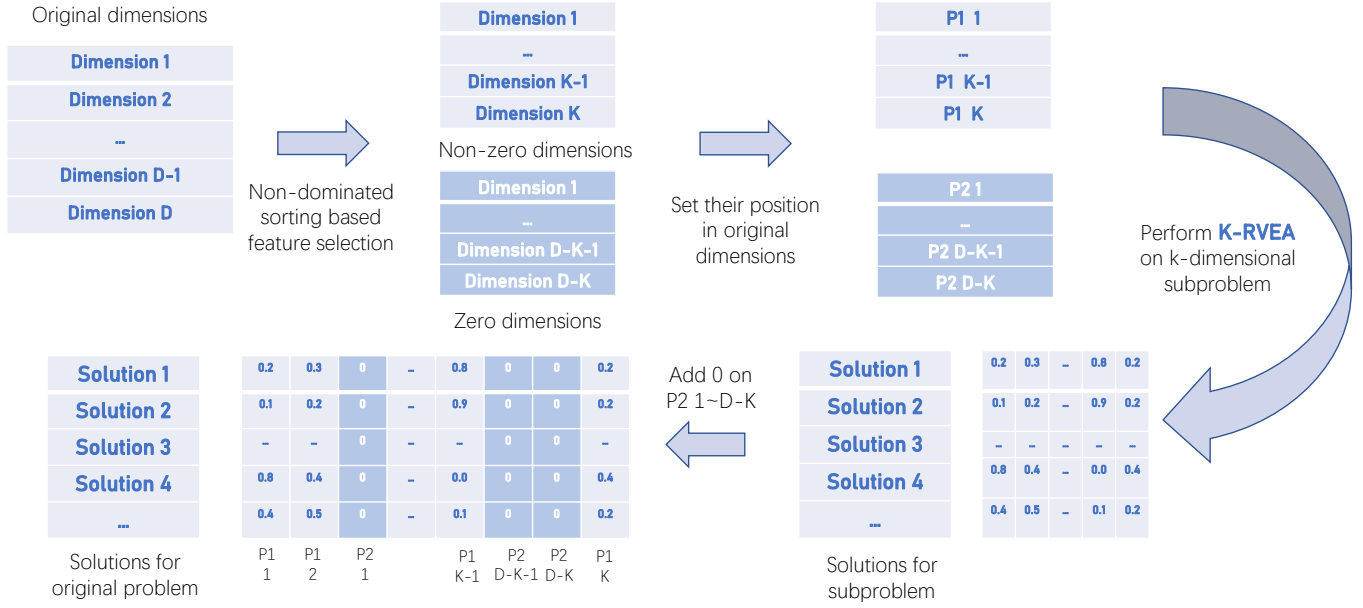 Original dimensions
Dimension 1
Dimension 2
...
Dimension D-1
Dimension D
Non-dominated
sorting based
feature selection
Dimension 1
...
Dimension K-1
Dimension K
Non-zero dimensions
Dimension 1
...
Dimension D-K-1
Dimension D-K
Zero dimensions
Set their position
in original
dimensions
P1 1
...
P1 K-1
P1 K
P2 1
...
P2 D-K-1
P2 D-K
Perform K-RVEA
on k-dimensional
subproblem
Solution 1
Solution 2
Solution 3
Solution 4
...
Solutions for
subproblem
0.2 0.3 ... 0.8 0.2
0.1 0.2 ... 0.9 0.2
... ... ... ... ...
0.8 0.4 ... 0.0 0.4
0.4 0.5 ... 0.1 0.2
Add 0 on
P2 1~D-K
Solution 1
Solution 2
Solution 3
Solution 4
...
Solutions for
original problem
0.2 0.3 0 ... 0.8 0 0 0.2
0.1 0.2 0 ... 0.9 0 0 0.2
... ... 0 ... ... 0 0 ...
0.8 0.4 0 ... 0.0 0 0 0.4
0.4 0.5 0 ... 0.1 0 0 0.2
P1 P1 P2 P1 P2 P2 P1
1 2 1 K-1 D-K-1 D-K K